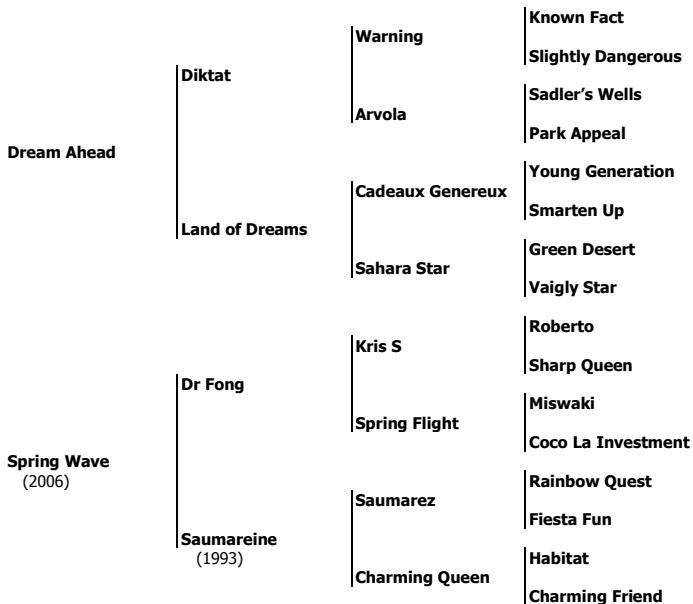 Known Fact
Warning
Slightly Dangerous
Diktat
Sadler's Wells
Arvola
Park Appeal
Dream Ahead
Young Generation
Cadeaux Genereux
Smarten Up
Land of Dreams
Green Desert
Sahara Star
Vaigly Star
Roberto
Kris S
Sharp Queen
Dr Fong
Miswaki
Spring Flight
Coco La Investment
Spring Wave
(2006)
Rainbow Quest
Saumarez
Fiesta Fun
Saumareine
(1993)
Habitat
Charming Queen
Charming Friend